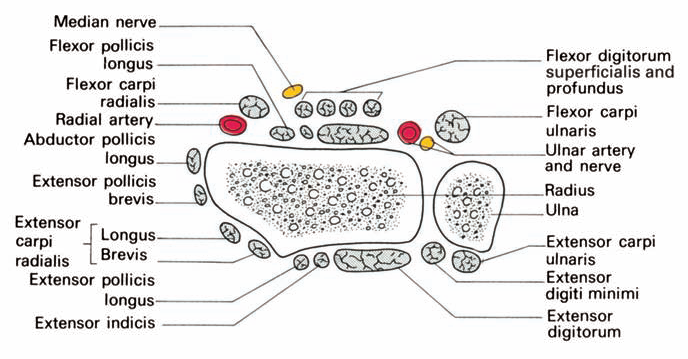 Median nerve
Flexor pollicis
longus
Flexor carpi
radialis
Radial artery
Abductor pollicis
longus
Extensor pollicis
brevis
Extensor
carpi
radialis
Longus
Brevis
Extensor pollicis
longus
Extensor indicis
Flexor digitorum
superficialis and
profundus
Flexor carpi
ulnaris
Ulnar artery
and nerve
Radius
Ulna
Extensor carpi
ulnaris
Extensor
digiti minimi
Extensor
digitorum